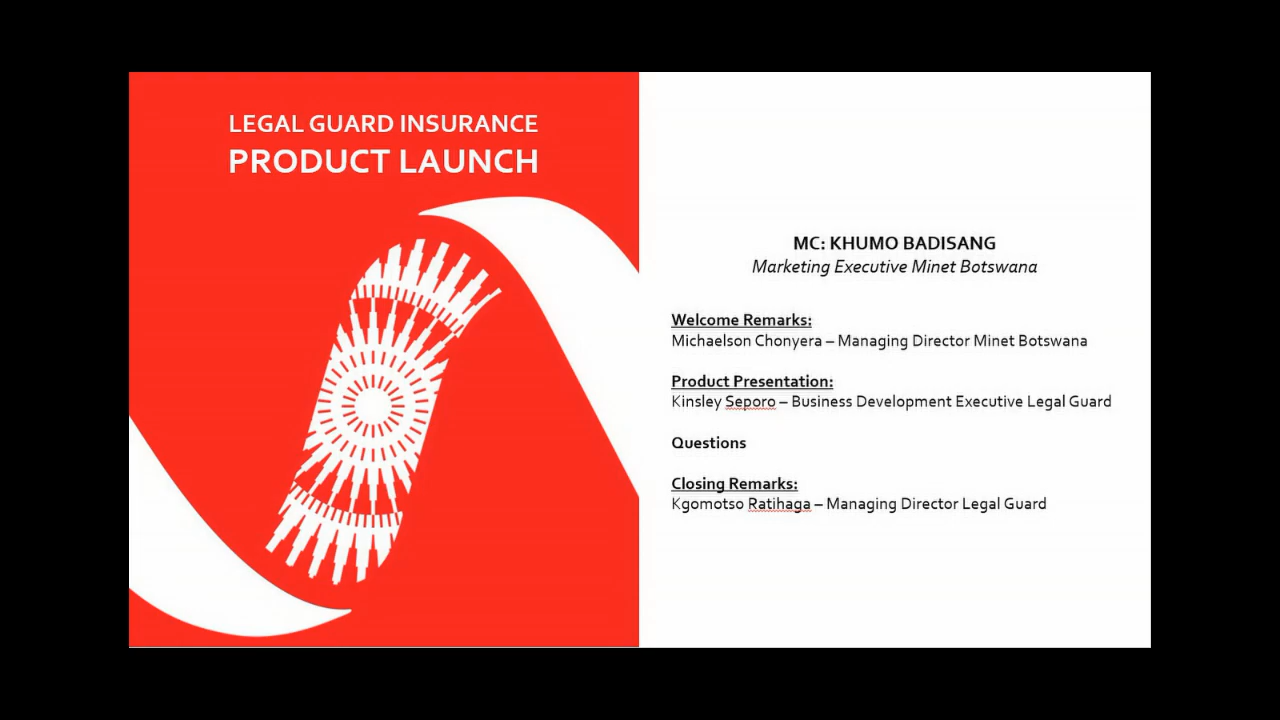 LEGAL GUARD INSURANCE
PRODUCT LAUNCH
MC: KHUMO BADISANG
Marketing Executive Minet Botswana
Welcome Remarks:
Michaelson Chonyera – Managing Director Minet Botswana
Product Presentation:
Kinsley Seporo – Business Development Executive Legal Guard
Questions
Closing Remarks:
Kgomotso Ratihaga – Managing Director Legal Guard